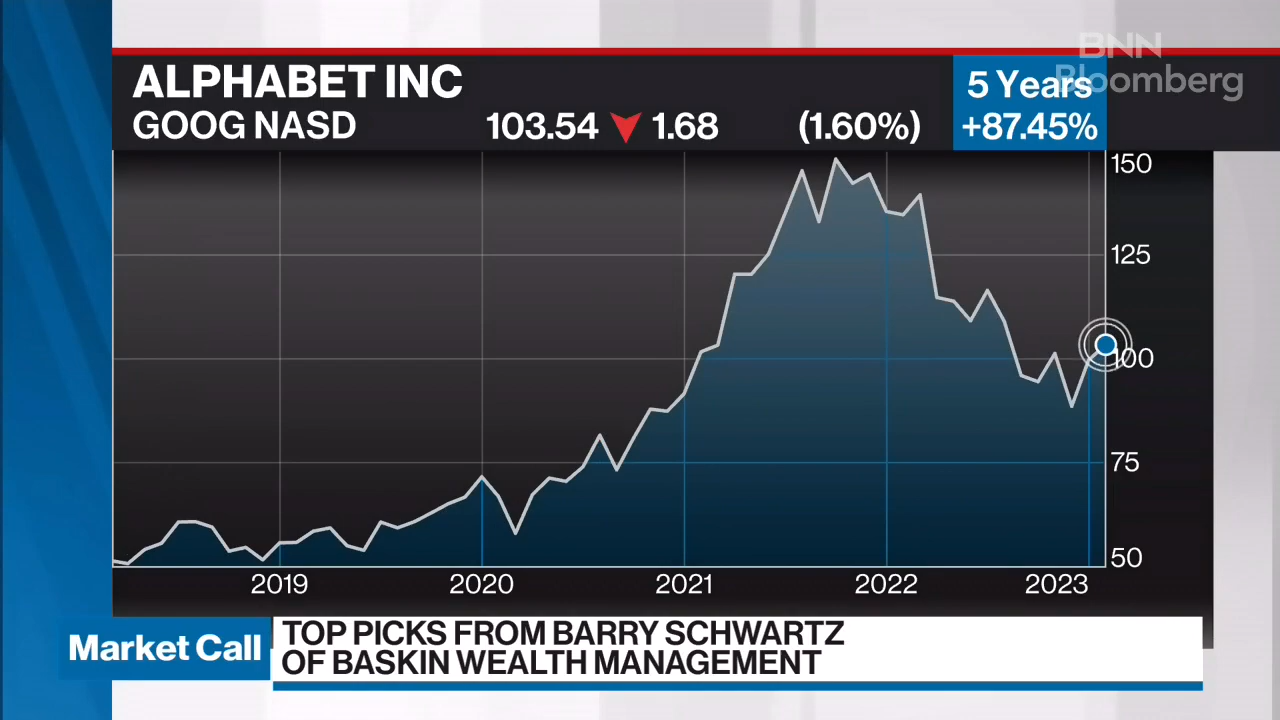 BNN
Bloomberg
ALPHABET INC
GOOG NASD 103.54 ▼ 1.68 (1.60%)
5 Years
+87.45%
150
125
100
75
50
2019 2020 2021 2022 2023
Market Call
TOP PICKS FROM BARRY SCHWARTZ
OF BASKIN WEALTH MANAGEMENT